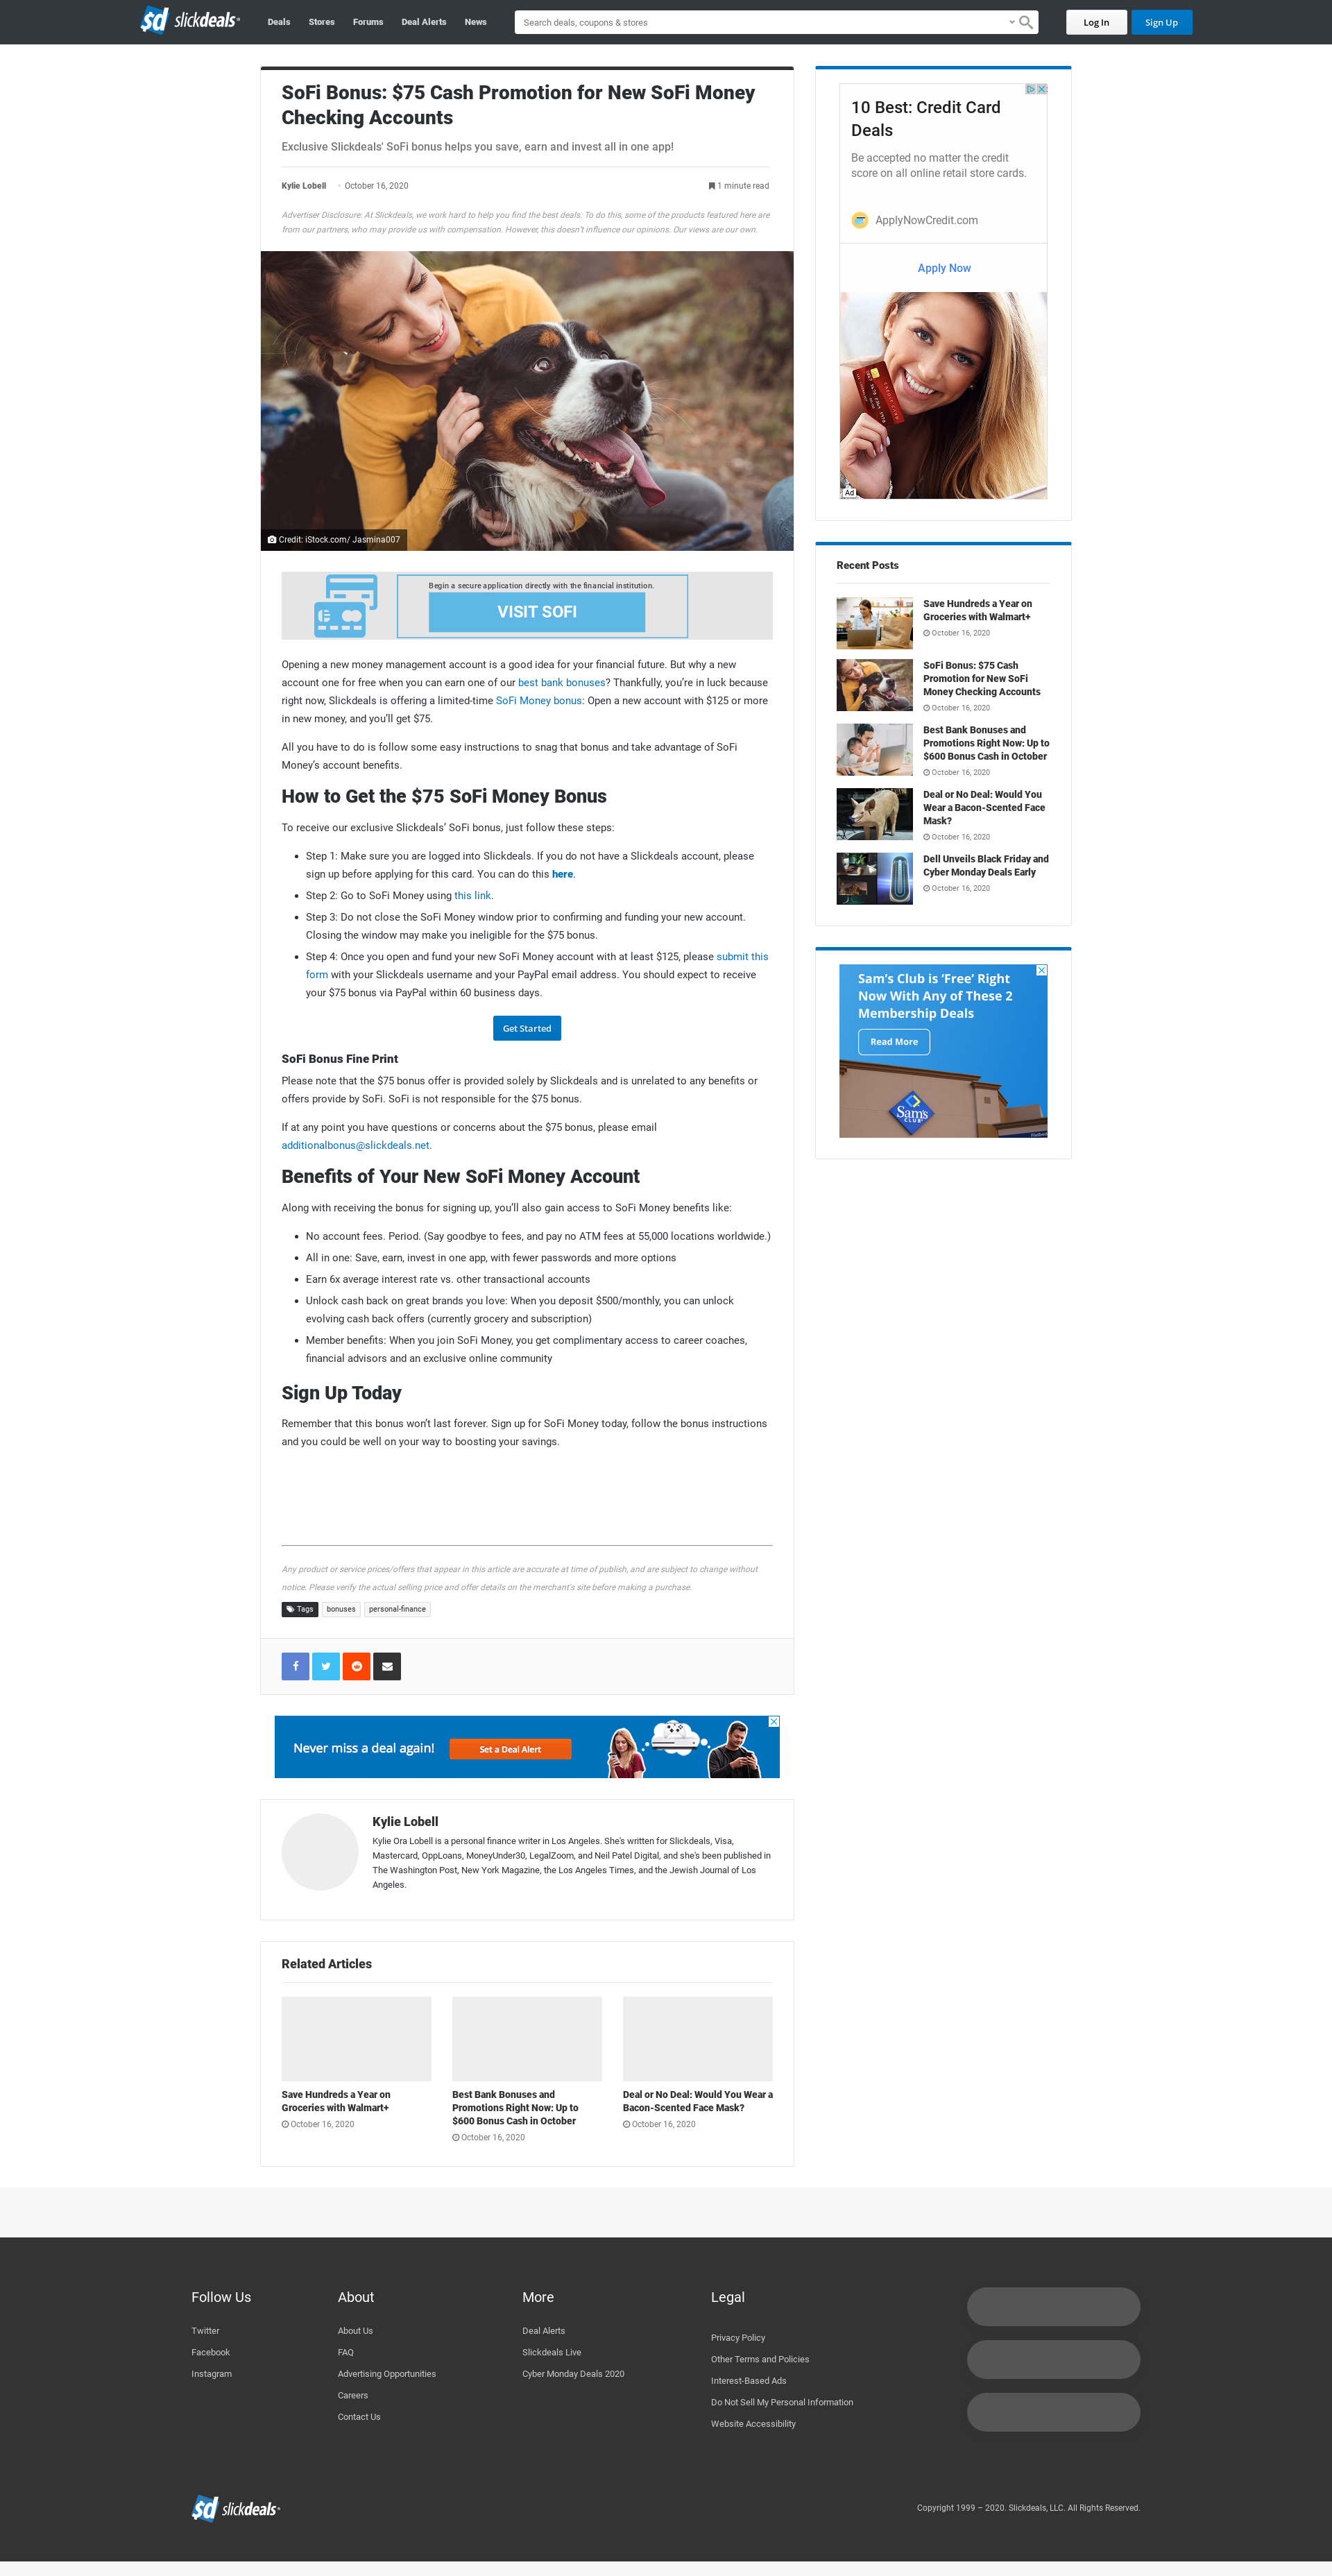 slickdeals
Deals
Stores
Forums
Deal Alerts
News
Search deals, coupons & stores
Log In
Sign Up
SoFi Bonus: $75 Cash Promotion for New SoFi Money
Checking Accounts
Exclusive Slickdeals' SoFi bonus helps you save, earn and invest all in one app!
Kylie Lobell
October 16, 2020
1 minute read
Advertiser Disclosure: At Slickdeals, we work hard to help you find the best deals. To do this, some of the products featured here are
from our partners, who may provide us with compensation. However, this doesn't influence our opinions. Our views are our own.
Credit: iStock.com/ Jasmina007
Begin a secure application directly with the financial institution.
VISIT SOFI
Opening a new money management account is a good idea for your financial future. But why a new
account one for free when you can earn one of our best bank bonuses? Thankfully, you're in luck because
right now, Slickdeals is offering a limited-time SoFi Money bonus: Open a new account with $125 or more
in new money, and you'll get $75.
All you have to do is follow some easy instructions to snag that bonus and take advantage of SoFi
Money's account benefits.
How to Get the $75 SoFi Money Bonus
To receive our exclusive Slickdeals' SoFi bonus, just follow these steps:
• Step 1: Make sure you are logged into Slickdeals. If you do not have a Slickdeals account, please
sign up before applying for this card. You can do this here.
• Step 2: Go to SoFi Money using this link.
• Step 3: Do not close the SoFi Money window prior to confirming and funding your new account.
Closing the window may make you ineligible for the $75 bonus.
• Step 4: Once you open and fund your new SoFi Money account with at least $125, please submit this
form with your Slickdeals username and your PayPal email address. You should expect to receive
your $75 bonus via PayPal within 60 business days.
Get Started
SoFi Bonus Fine Print
Please note that the $75 bonus offer is provided solely by Slickdeals and is unrelated to any benefits or
offers provide by SoFi. SoFi is not responsible for the $75 bonus.
If at any point you have questions or concerns about the $75 bonus, please email
additionalbonus@slickdeals.net.
Benefits of Your New SoFi Money Account
Along with receiving the bonus for signing up, you'll also gain access to SoFi Money benefits like:
• No account fees. Period. (Say goodbye to fees, and pay no ATM fees at 55,000 locations worldwide.)
• All in one: Save, earn, invest in one app, with fewer passwords and more options
• Earn 6x average interest rate vs. other transactional accounts
• Unlock cash back on great brands you love: When you deposit $500/monthly, you can unlock
evolving cash back offers (currently grocery and subscription)
• Member benefits: When you join SoFi Money, you get complimentary access to career coaches,
financial advisors and an exclusive online community
Sign Up Today
Remember that this bonus won't last forever. Sign up for SoFi Money today, follow the bonus instructions
and you could be well on your way to boosting your savings.
Any product or service prices/offers that appear in this article are accurate at time of publish, and are subject to change without
notice. Please verify the actual selling price and offer details on the merchant's site before making a purchase.
Tags
bonuses
personal-finance
Never miss a deal again!
Set a Deal Alert
Kylie Lobell
Kylie Ora Lobell is a personal finance writer in Los Angeles. She's written for Slickdeals, Visa,
Mastercard, OppLoans, MoneyUnder30, LegalZoom, and Neil Patel Digital, and she's been published in
The Washington Post, New York Magazine, the Los Angeles Times, and the Jewish Journal of Los
Angeles.
Related Articles
Save Hundreds a Year on
Groceries with Walmart+
October 16, 2020
Best Bank Bonuses and
Promotions Right Now: Up to
$600 Bonus Cash in October
October 16, 2020
Deal or No Deal: Would You Wear a
Bacon-Scented Face Mask?
October 16, 2020
10 Best: Credit Card
Deals
Be accepted no matter the credit
score on all online retail store cards.
ApplyNowCredit.com
Apply Now
CREDIT CARD
Ad
Recent Posts
Save Hundreds a Year on
Groceries with Walmart+
October 16, 2020
SoFi Bonus: $75 Cash
Promotion for New SoFi
Money Checking Accounts
October 16, 2020
Best Bank Bonuses and
Promotions Right Now: Up to
$600 Bonus Cash in October
October 16, 2020
Deal or No Deal: Would You
Wear a Bacon-Scented Face
Mask?
October 16, 2020
Dell Unveils Black Friday and
Cyber Monday Deals Early
October 16, 2020
Sam's Club is 'Free' Right
Now With Any of These 2
Membership Deals
Read More
Sam's
CLUB
Follow Us
Twitter
Facebook
Instagram
About
About Us
FAQ
Advertising Opportunities
Careers
Contact Us
More
Deal Alerts
Slickdeals Live
Cyber Monday Deals 2020
Legal
Privacy Policy
Other Terms and Policies
Interest-Based Ads
Do Not Sell My Personal Information
Website Accessibility
slickdeals
Copyright 1999 – 2020. Slickdeals, LLC. All Rights Reserved.